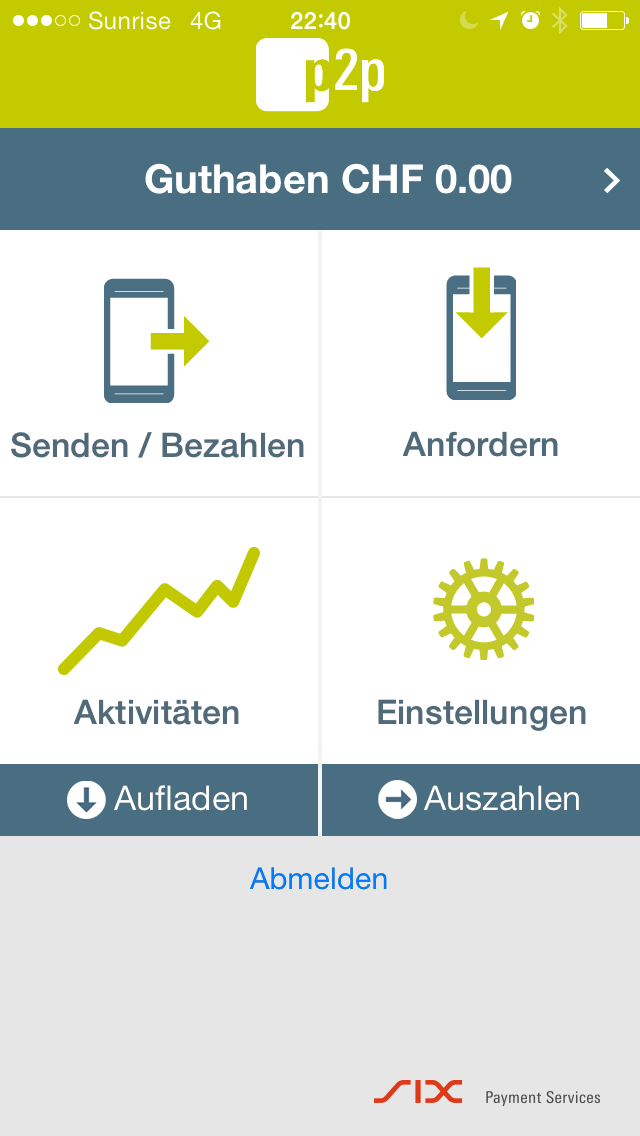 Sunrise 4G 22:40
p2p
Guthaben CHF 0.00
Senden / Bezahlen
Anfordern
Aktivitäten
Einstellungen
Aufladen
Auszahlen
Abmelden
SIX Payment Services